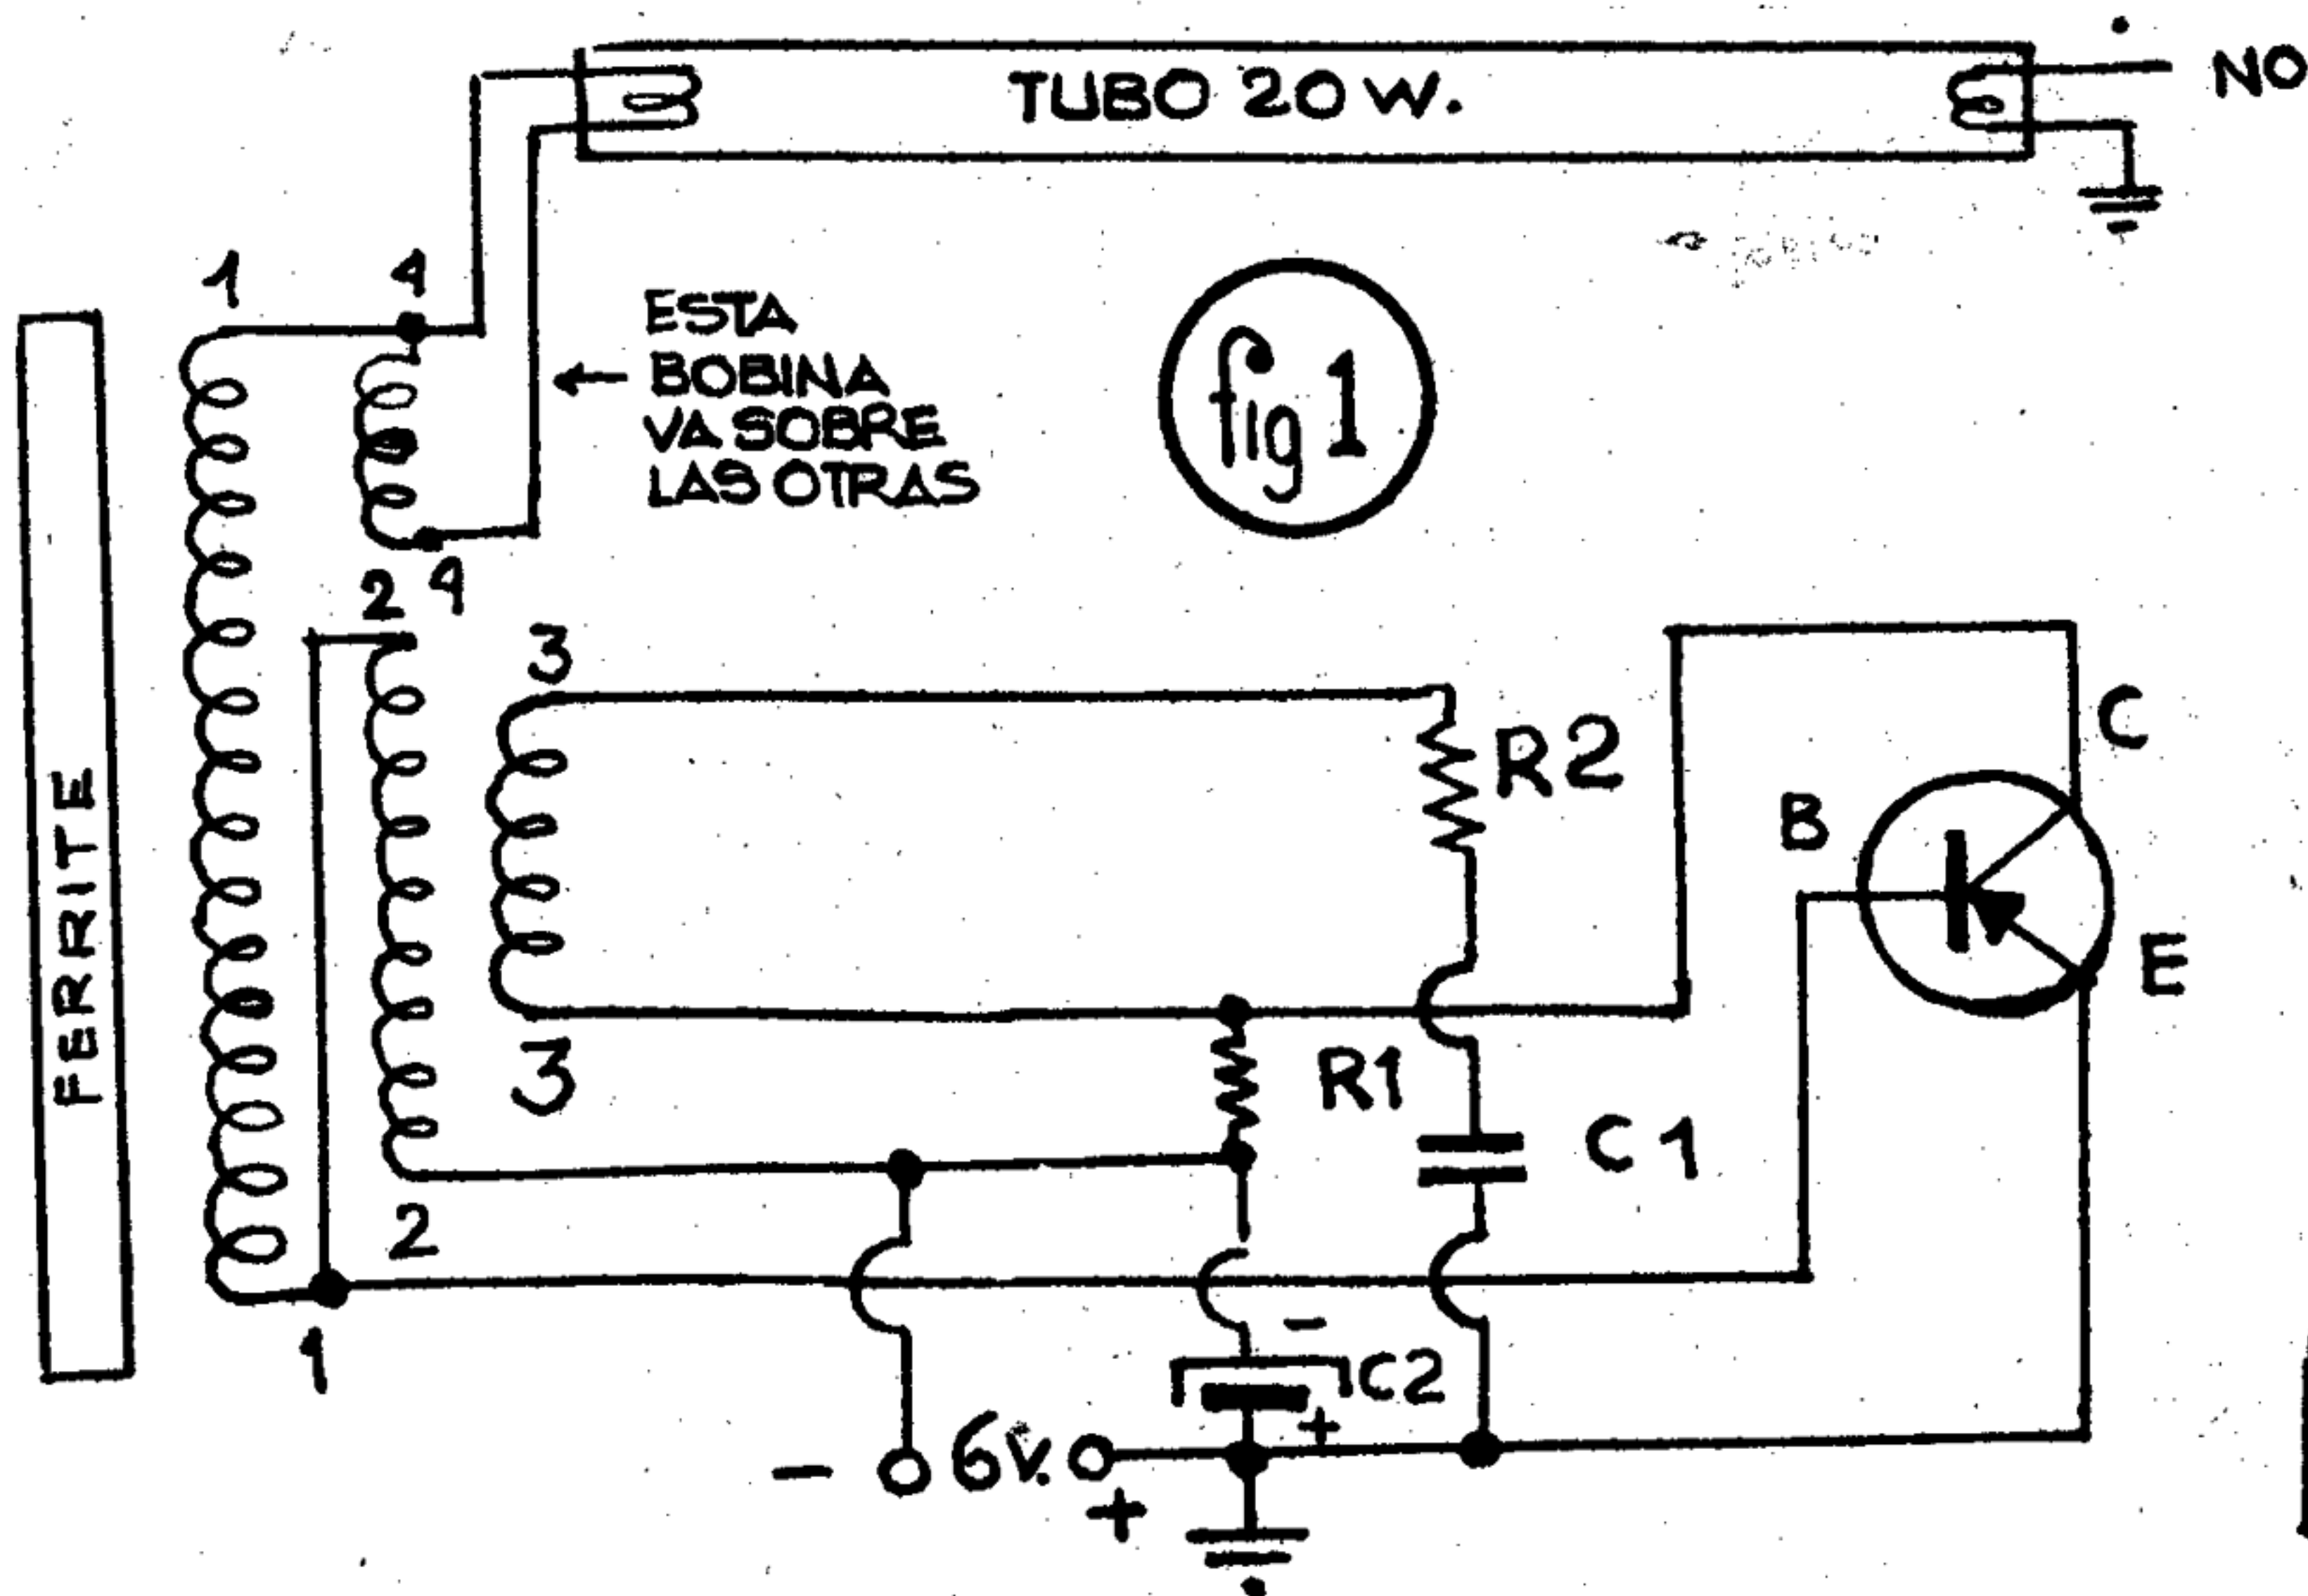 TUBO 20 W.
NO
1
4
ESTA
BOBINA
VA SOBRE
LAS OTRAS
fig 1
4
2
3
FERRITE
R2
C
B
E
3
R1
C1
2
1
-
C2
+
- 6V.
+